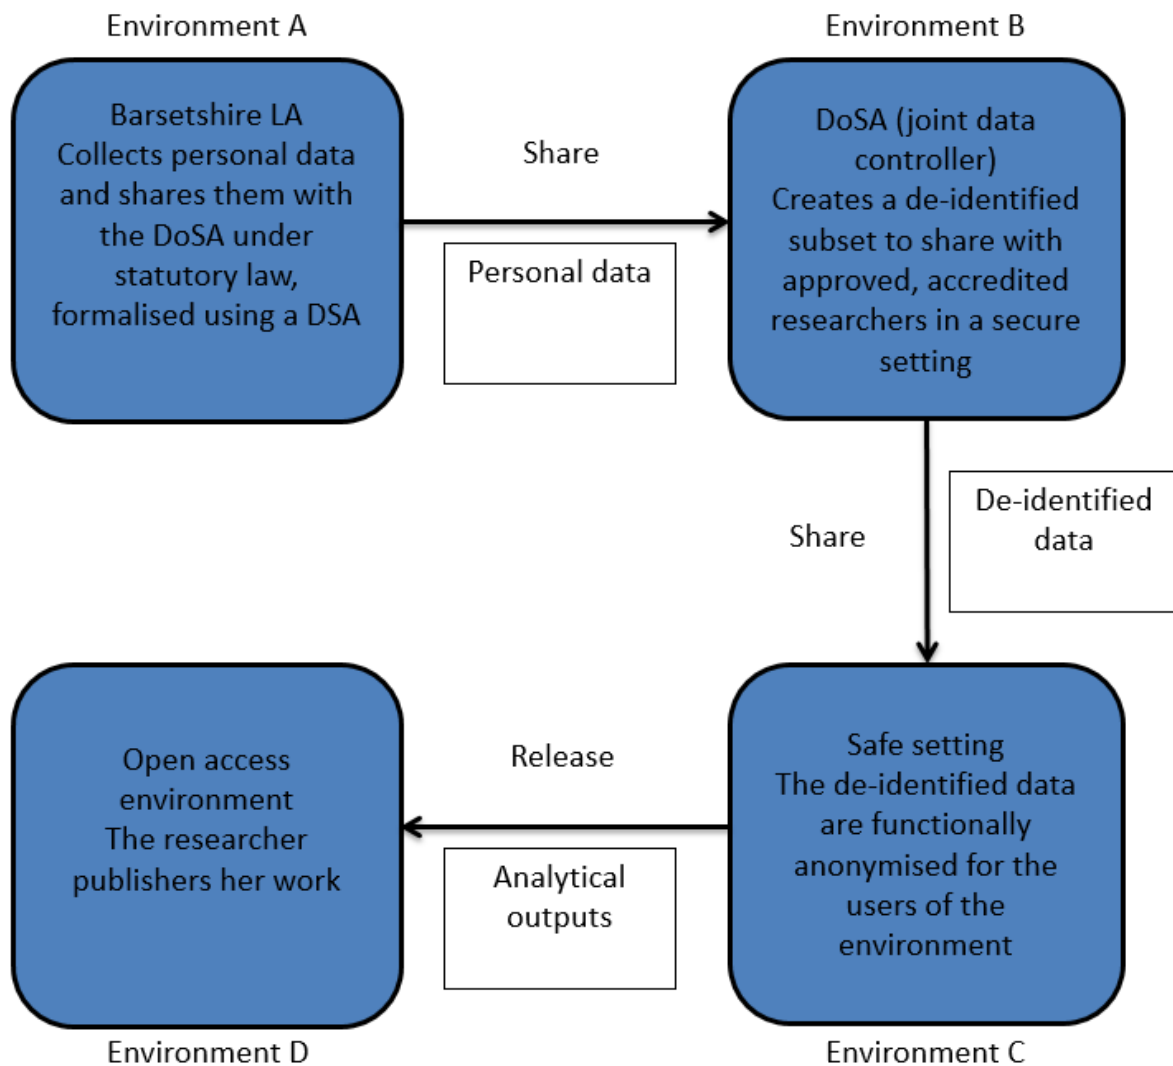 Environment A
Environment B
Barsetshire LA
Collects personal data
and shares them with
the DoSA under
statutory law,
formalised using a DSA
Share
Personal data
DoSA (joint data
controller)
Creates a de-identified
subset to share with
approved, accredited
researchers in a secure
setting
Share
De-identified
data
Open access
environment
The researcher
publishers her work
Release
Analytical
outputs
Safe setting
The de-identified data
are functionally
anonymised for the
users of the
environment
Environment D
Environment C